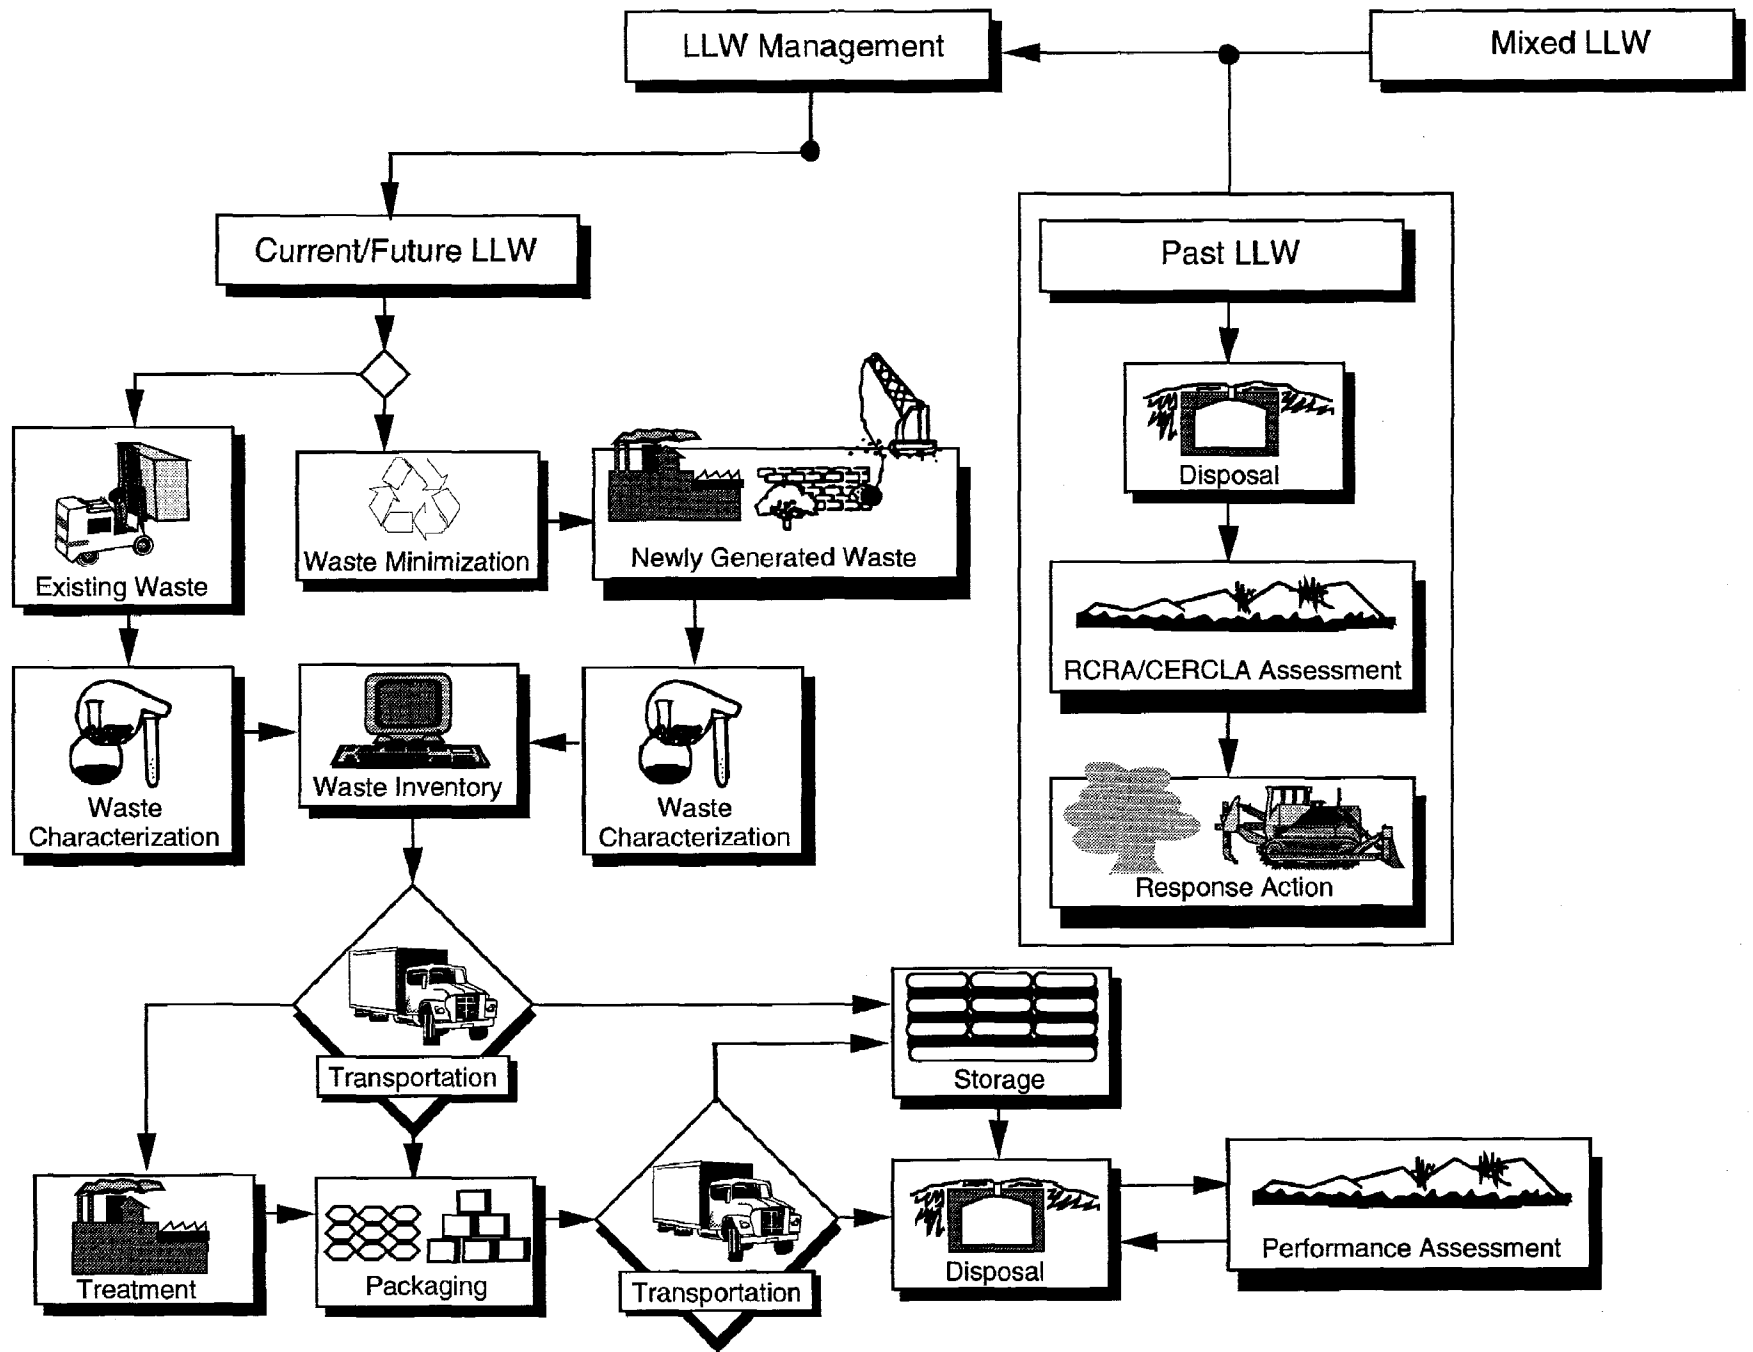 LLW Management
Mixed LLW
Current/Future LLW
Past LLW
Disposal
Existing Waste
Waste Minimization
Newly Generated Waste
RCRA/CERCLA Assessment
Waste
Characterization
Waste Inventory
Waste
Characterization
Response Action
Transportation
Storage
Treatment
Packaging
Transportation
Disposal
Performance Assessment